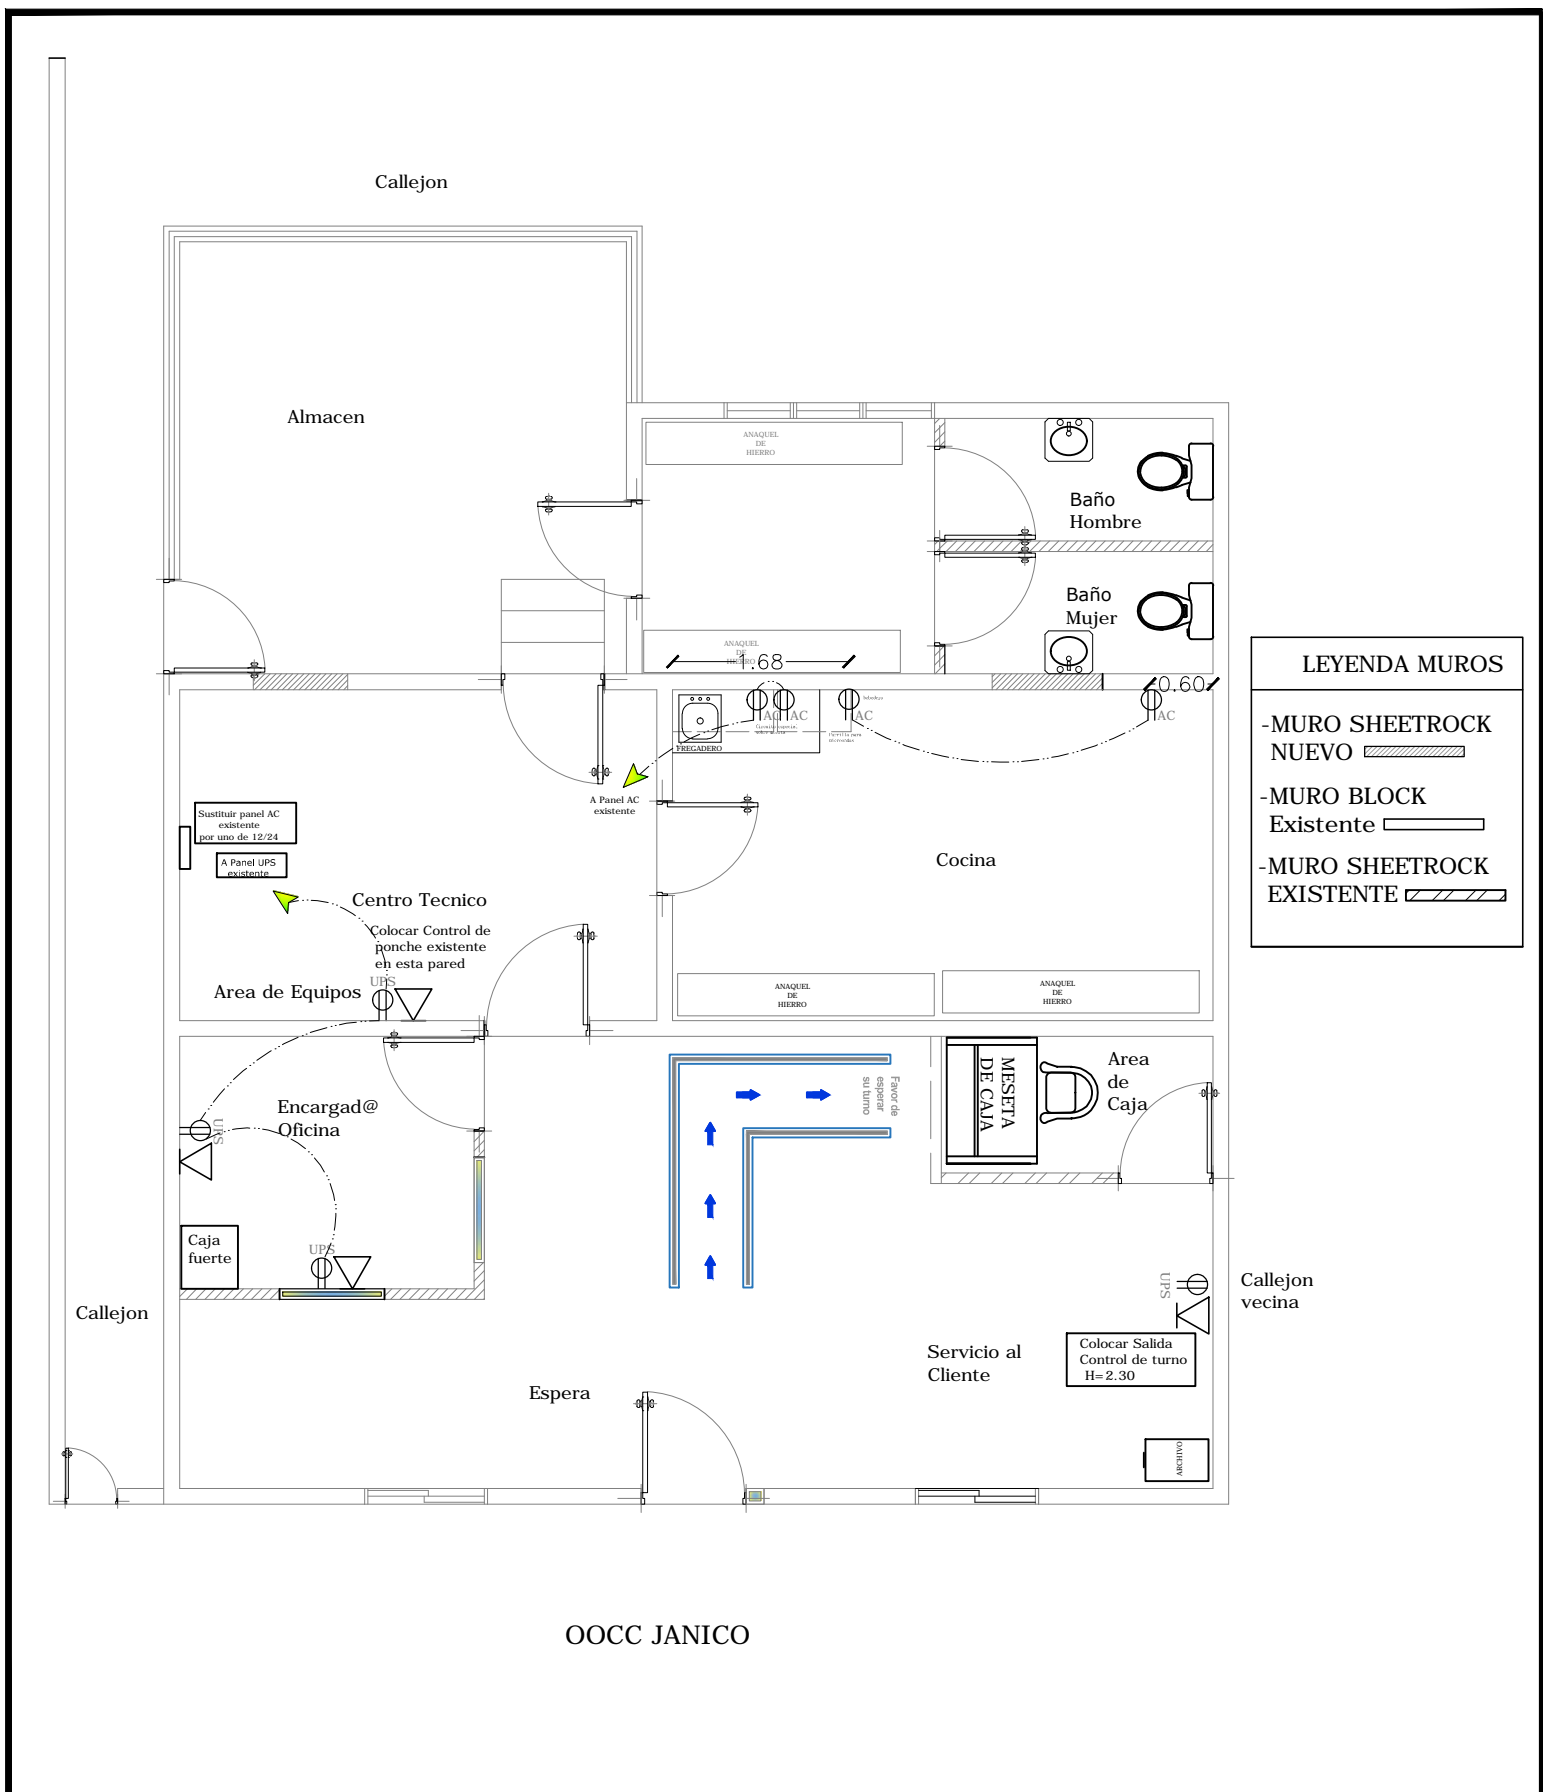 Callejon
Almacen
ANAQUEL
DE
HIERRO
Baño
Hombre
Baño
Mujer
ANAQUEL
DE
HIERRO
1.68
0.60
LEYENDA MUROS
-MURO SHEETROCK
NUEVO
-MURO BLOCK
Existente
-MURO SHEETROCK
EXISTENTE
AC
AC
AC
AC
FREGADERO
A Panel AC
existente
Sustituir panel AC
existente
por uno de 12/24
A Panel UPS
existente
Cocina
Centro Tecnico
Colocar Control de
ponche existente
en esta pared
UPS
Area de Equipos
ANAQUEL
DE
HIERRO
ANAQUEL
DE
HIERRO
MESETA
DE CAJA
Area
de
Caja
Favor de
esperar
su turno
Encargad@
Oficina
UPS
Caja
fuerte
UPS
Callejon
UPS
Callejon
vecina
Servicio al
Cliente
Colocar Salida
Control de turno
H=2.30
Espera
ARCHIVO
OOCC JANICO